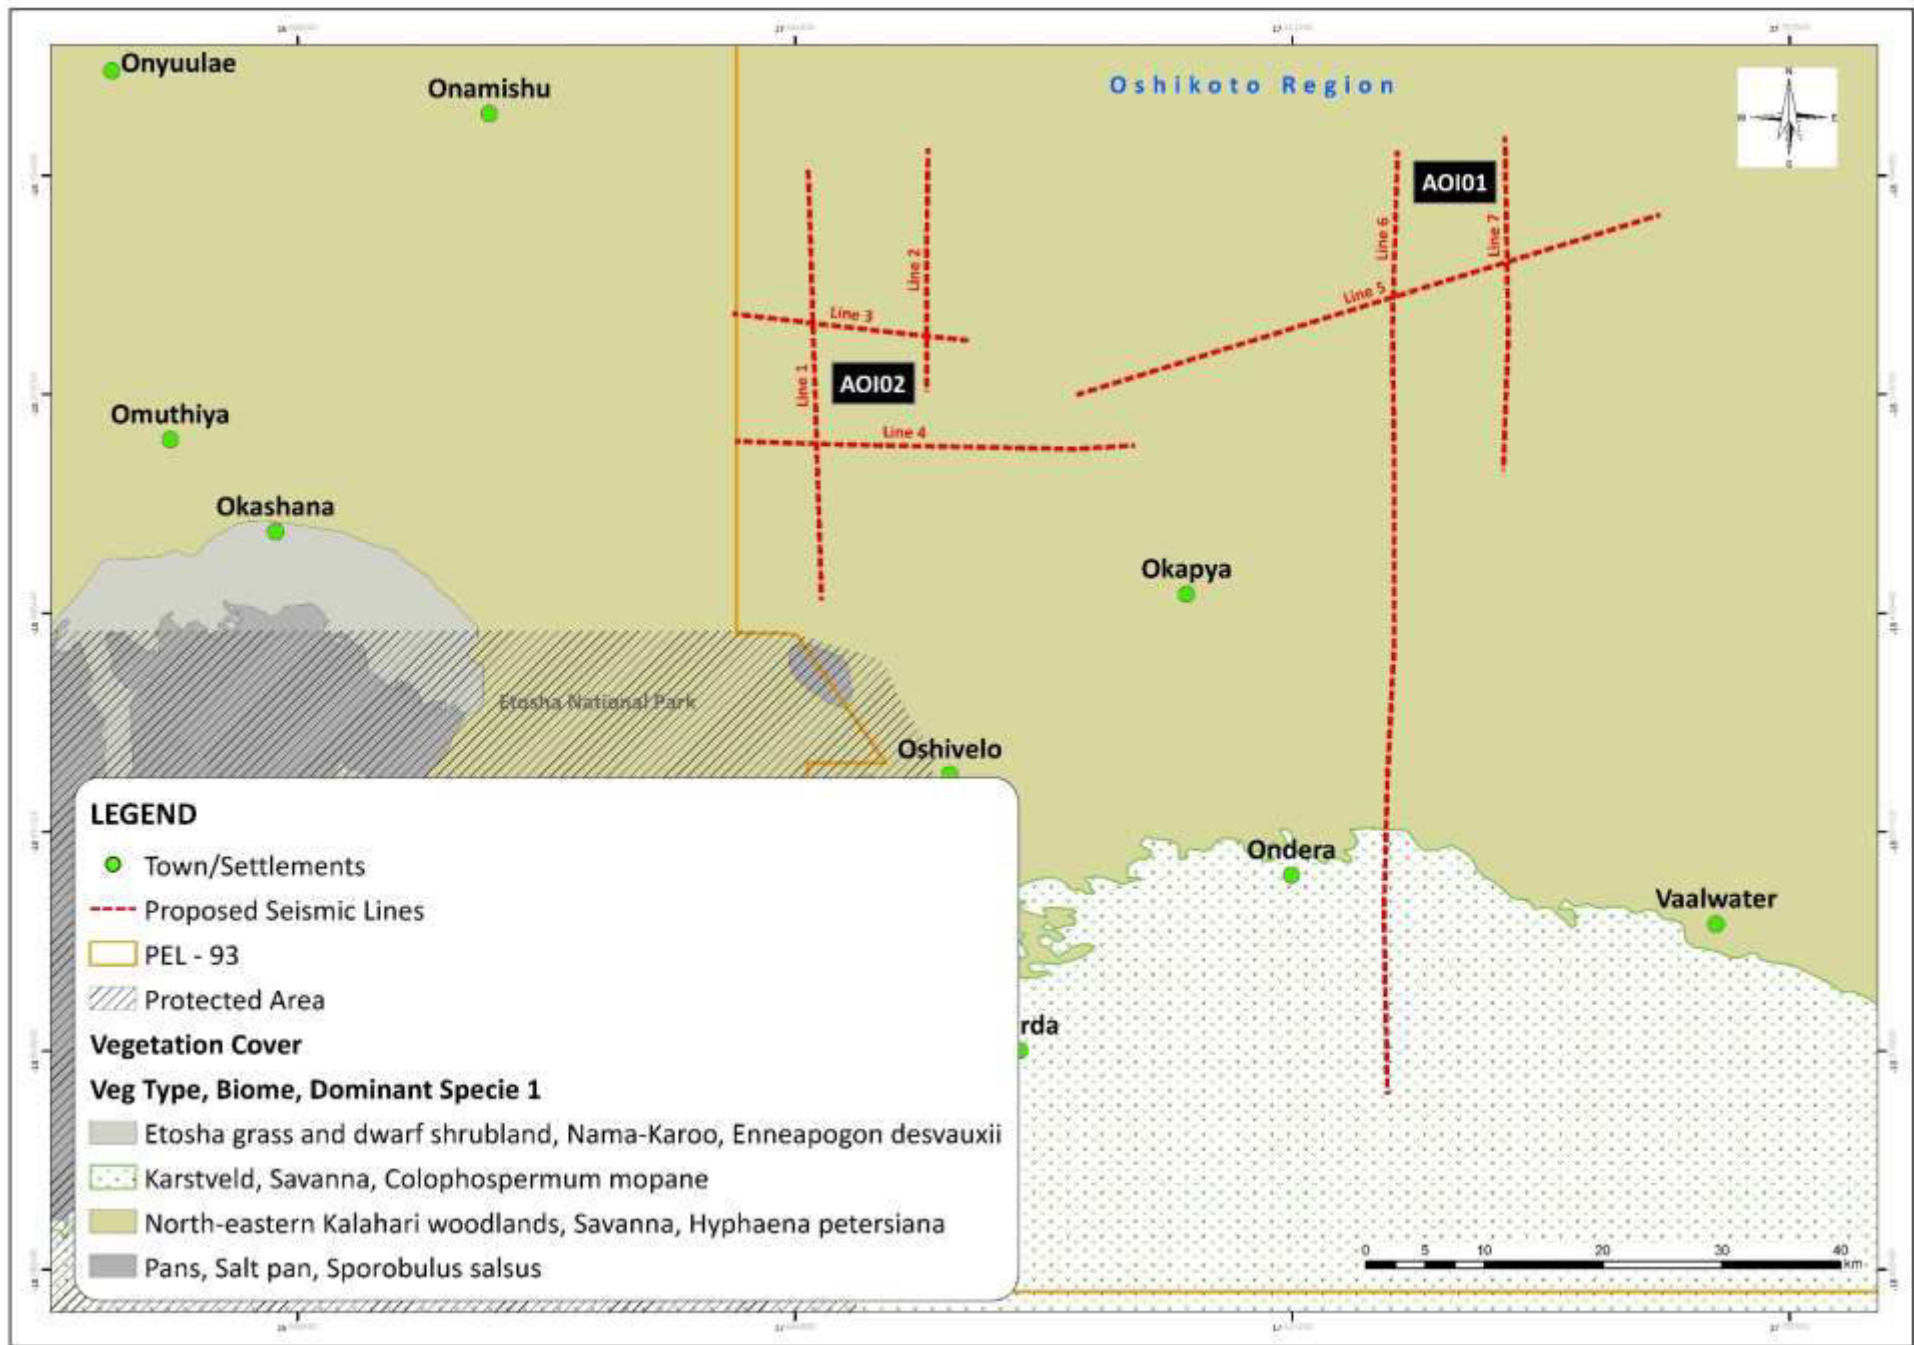 Onyuulae
Onamishu
Oshikoto Region
N
W
E
S
AOI01
Line 6
Line 7
Line 2
Line 5
Line 3
Line 1
AOI02
Omuthiya
Line 4
Okashana
Okapya
Etosha National Park
Oshivelo
Ondera
Vaalwater
rda
LEGEND
Town/Settlements
Proposed Seismic Lines
PEL - 93
Protected Area
Vegetation Cover
Veg Type, Biome, Dominant Specie 1
Etosha grass and dwarf shrubland, Nama-Karoo, Enneapogon desvauxii
Karstveld, Savanna, Colophospermum mopane
North-eastern Kalahari woodlands, Savanna, Hyphaena petersiana
Pans, Salt pan, Sporobulus salsus
0 5 10 20 30 40
km